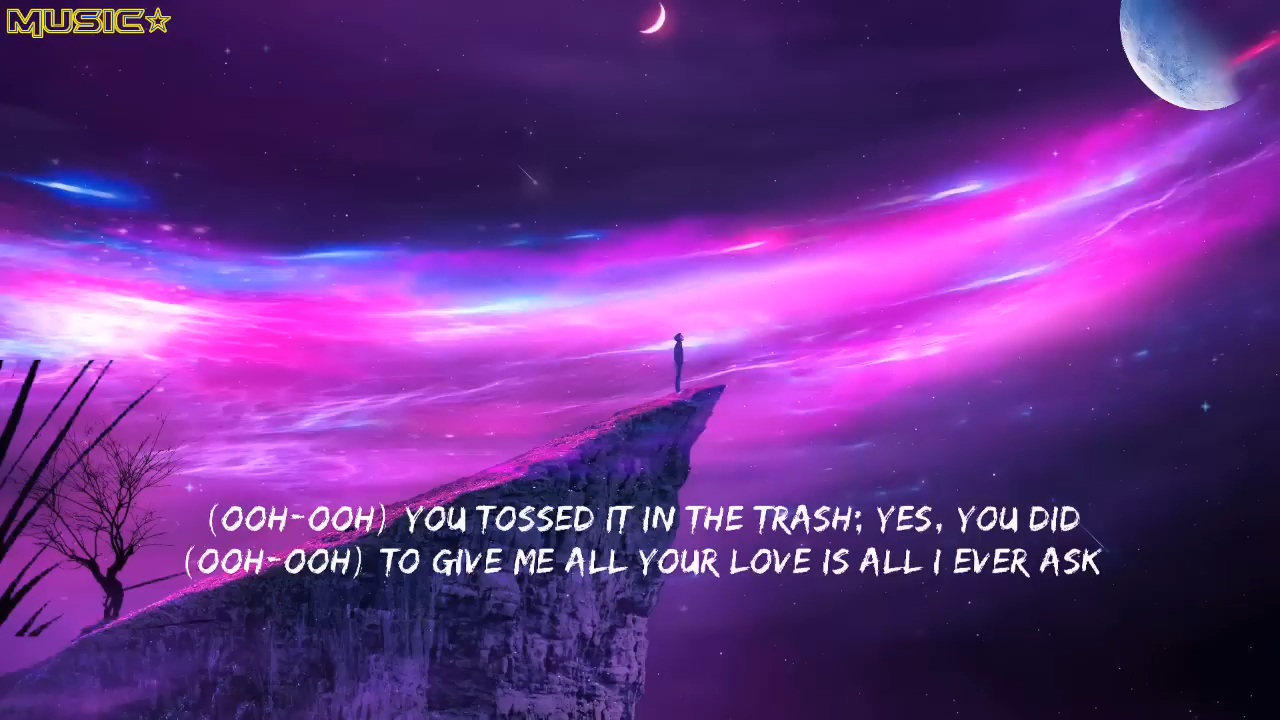 MUSIC☆
(OOH-OOH) YOU TOSSED IT IN THE TRASH; YES, YOU DID
(OOH-OOH) TO GIVE ME ALL YOUR LOVE IS ALL I EVER ASK